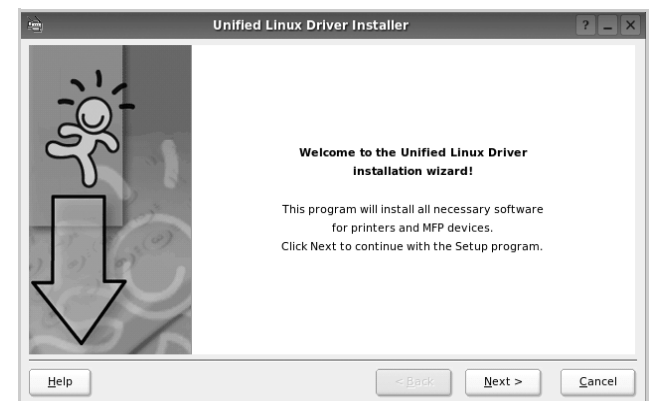 Unified Linux Driver Installer
? _ X
Welcome to the Unified Linux Driver
installation wizard!
This program will install all necessary software
for printers and MFP devices.
Click Next to continue with the Setup program.
Help
< Back
Next >
Cancel